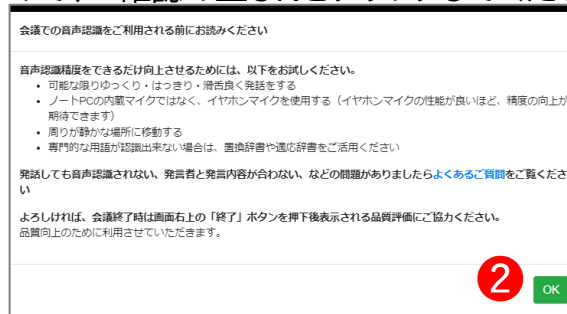 会議での音声認識をご利用される前にお読みください
音声認識精度をできるだけ向上させるためには、以下をお試しください。
• 可能な限りゆっくり・はっきり・滑舌良く発話をする
• ノートPCの内蔵マイクではなく、イヤホンマイクを使用する（イヤホンマイクの性能が良いほど、精度の向上が
期待できます）
• 周りが静かな場所に移動する
• 専門的な用語が認識出来ない場合は、置換辞書や適応辞書をご活用ください
発話しても音声認識されない、発言者と発言内容が合わない、などの問題がありましたらよくあるご質問をご覧くださ
い
よろしければ、会議終了時は画面右上の「終了」ボタンを押下後表示される品質評価にご協力ください。
品質向上のために利用させていただきます。
2
OK